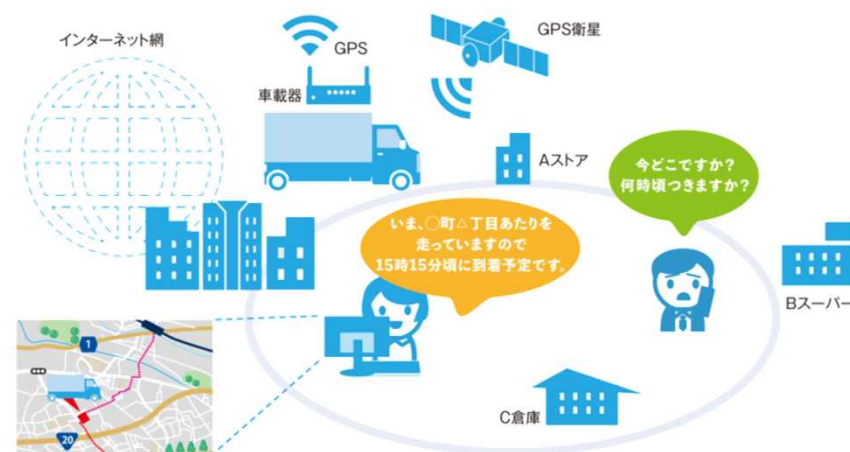 インターネット網
GPS
GPS衛星
車載器
Aストア
今どこですか?
何時頃つきますか?
いま、○町△丁目あたりを
走っていますので
15時15分頃に到着予定です。
Bスーパー
C倉庫
1
20